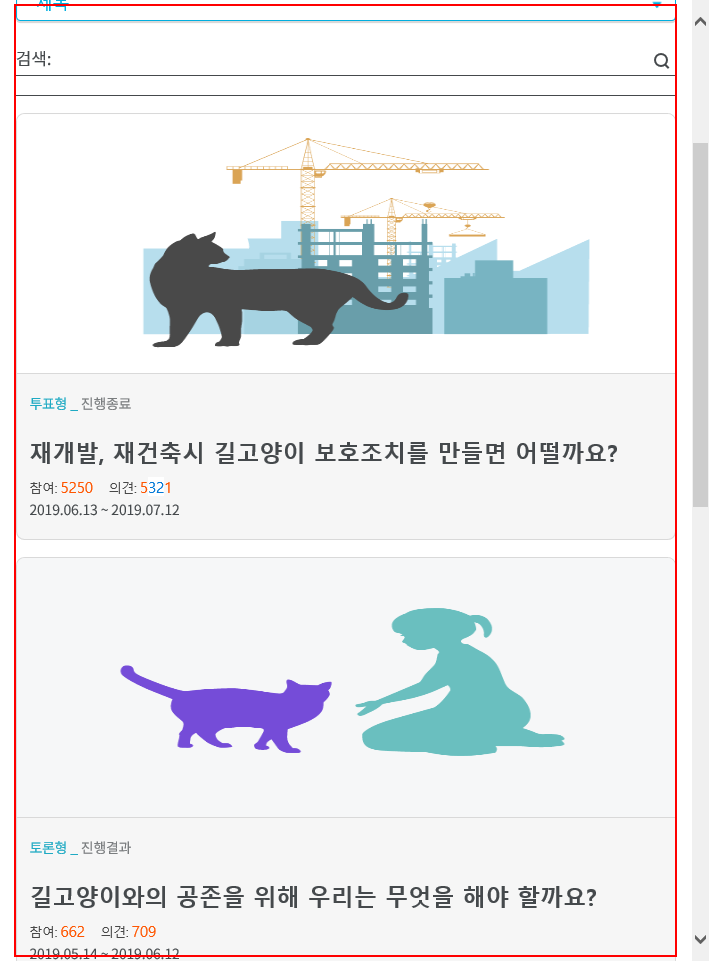 제목
검색:
투표형 _ 진행종료
재개발, 재건축시 길고양이 보호조치를 만들면 어떨까요?
참여: 5250 의견: 5321
2019.06.13 ~ 2019.07.12
토론형 _ 진행결과
길고양이와의 공존을 위해 우리는 무엇을 해야 할까요?
참여: 662 의견: 709
2019.05.14 ~ 2019.06.12